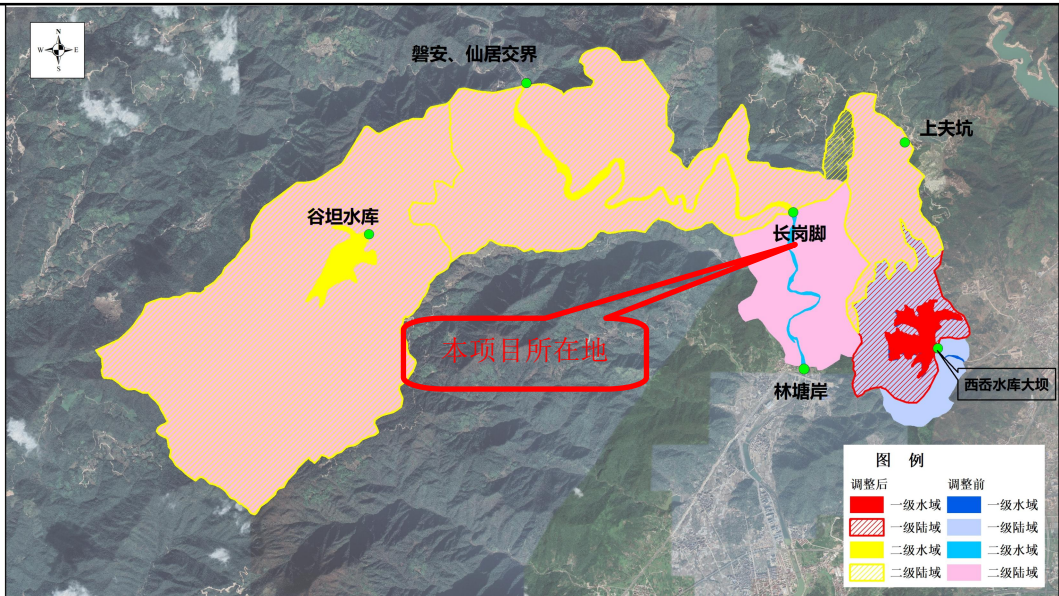 N
W E
S
磐安、仙居交界
上夫坑
谷坦水库
长岗脚
本项目所在地
西岙水库大坝
林塘岸
图 例
调整后 调整前
一级水域 一级水域
一级陆域 一级陆域
二级水域 二级水域
二级陆域 二级陆域